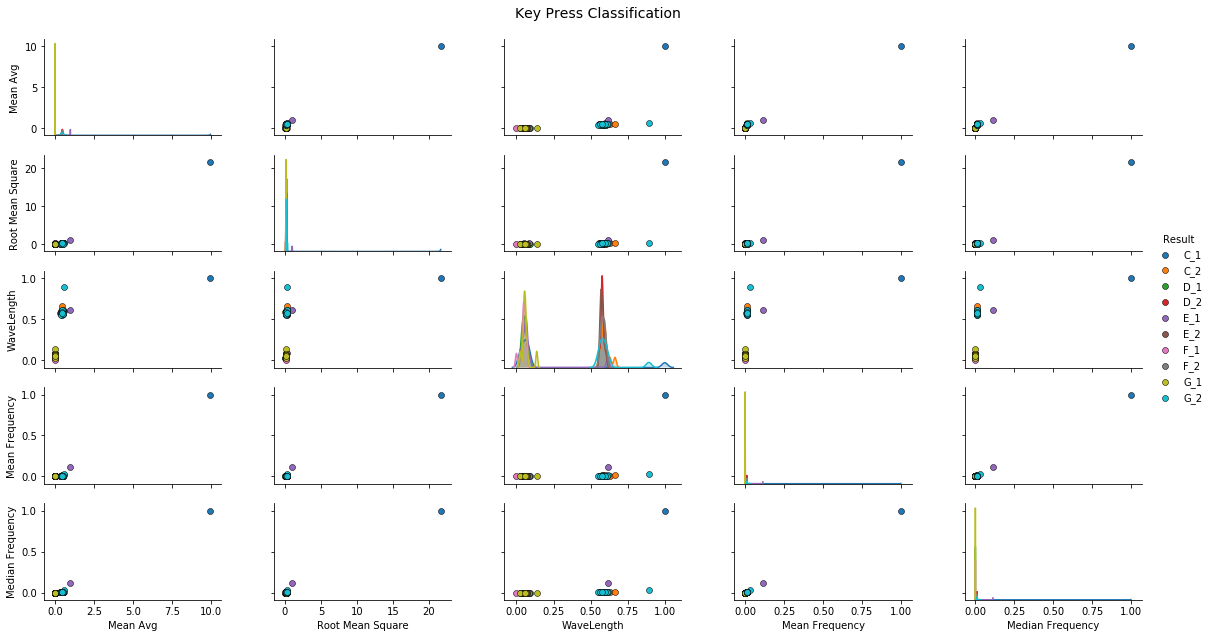 Key Press Classification
Mean Avg
10
5
0
Root Mean Square
20
10
0
WaveLength
1.0
0.5
0.0
Mean Frequency
1.0
0.5
0.0
Median Frequency
1.0
0.5
0.0
0.0 2.5 5.0 7.5 10.0
Mean Avg
0 5 10 15 20
Root Mean Square
0.00 0.25 0.50 0.75 1.00
WaveLength
0.00 0.25 0.50 0.75 1.00
Mean Frequency
0.00 0.25 0.50 0.75 1.00
Median Frequency
Result
C_1
C_2
D_1
D_2
E_1
E_2
F_1
F_2
G_1
G_2